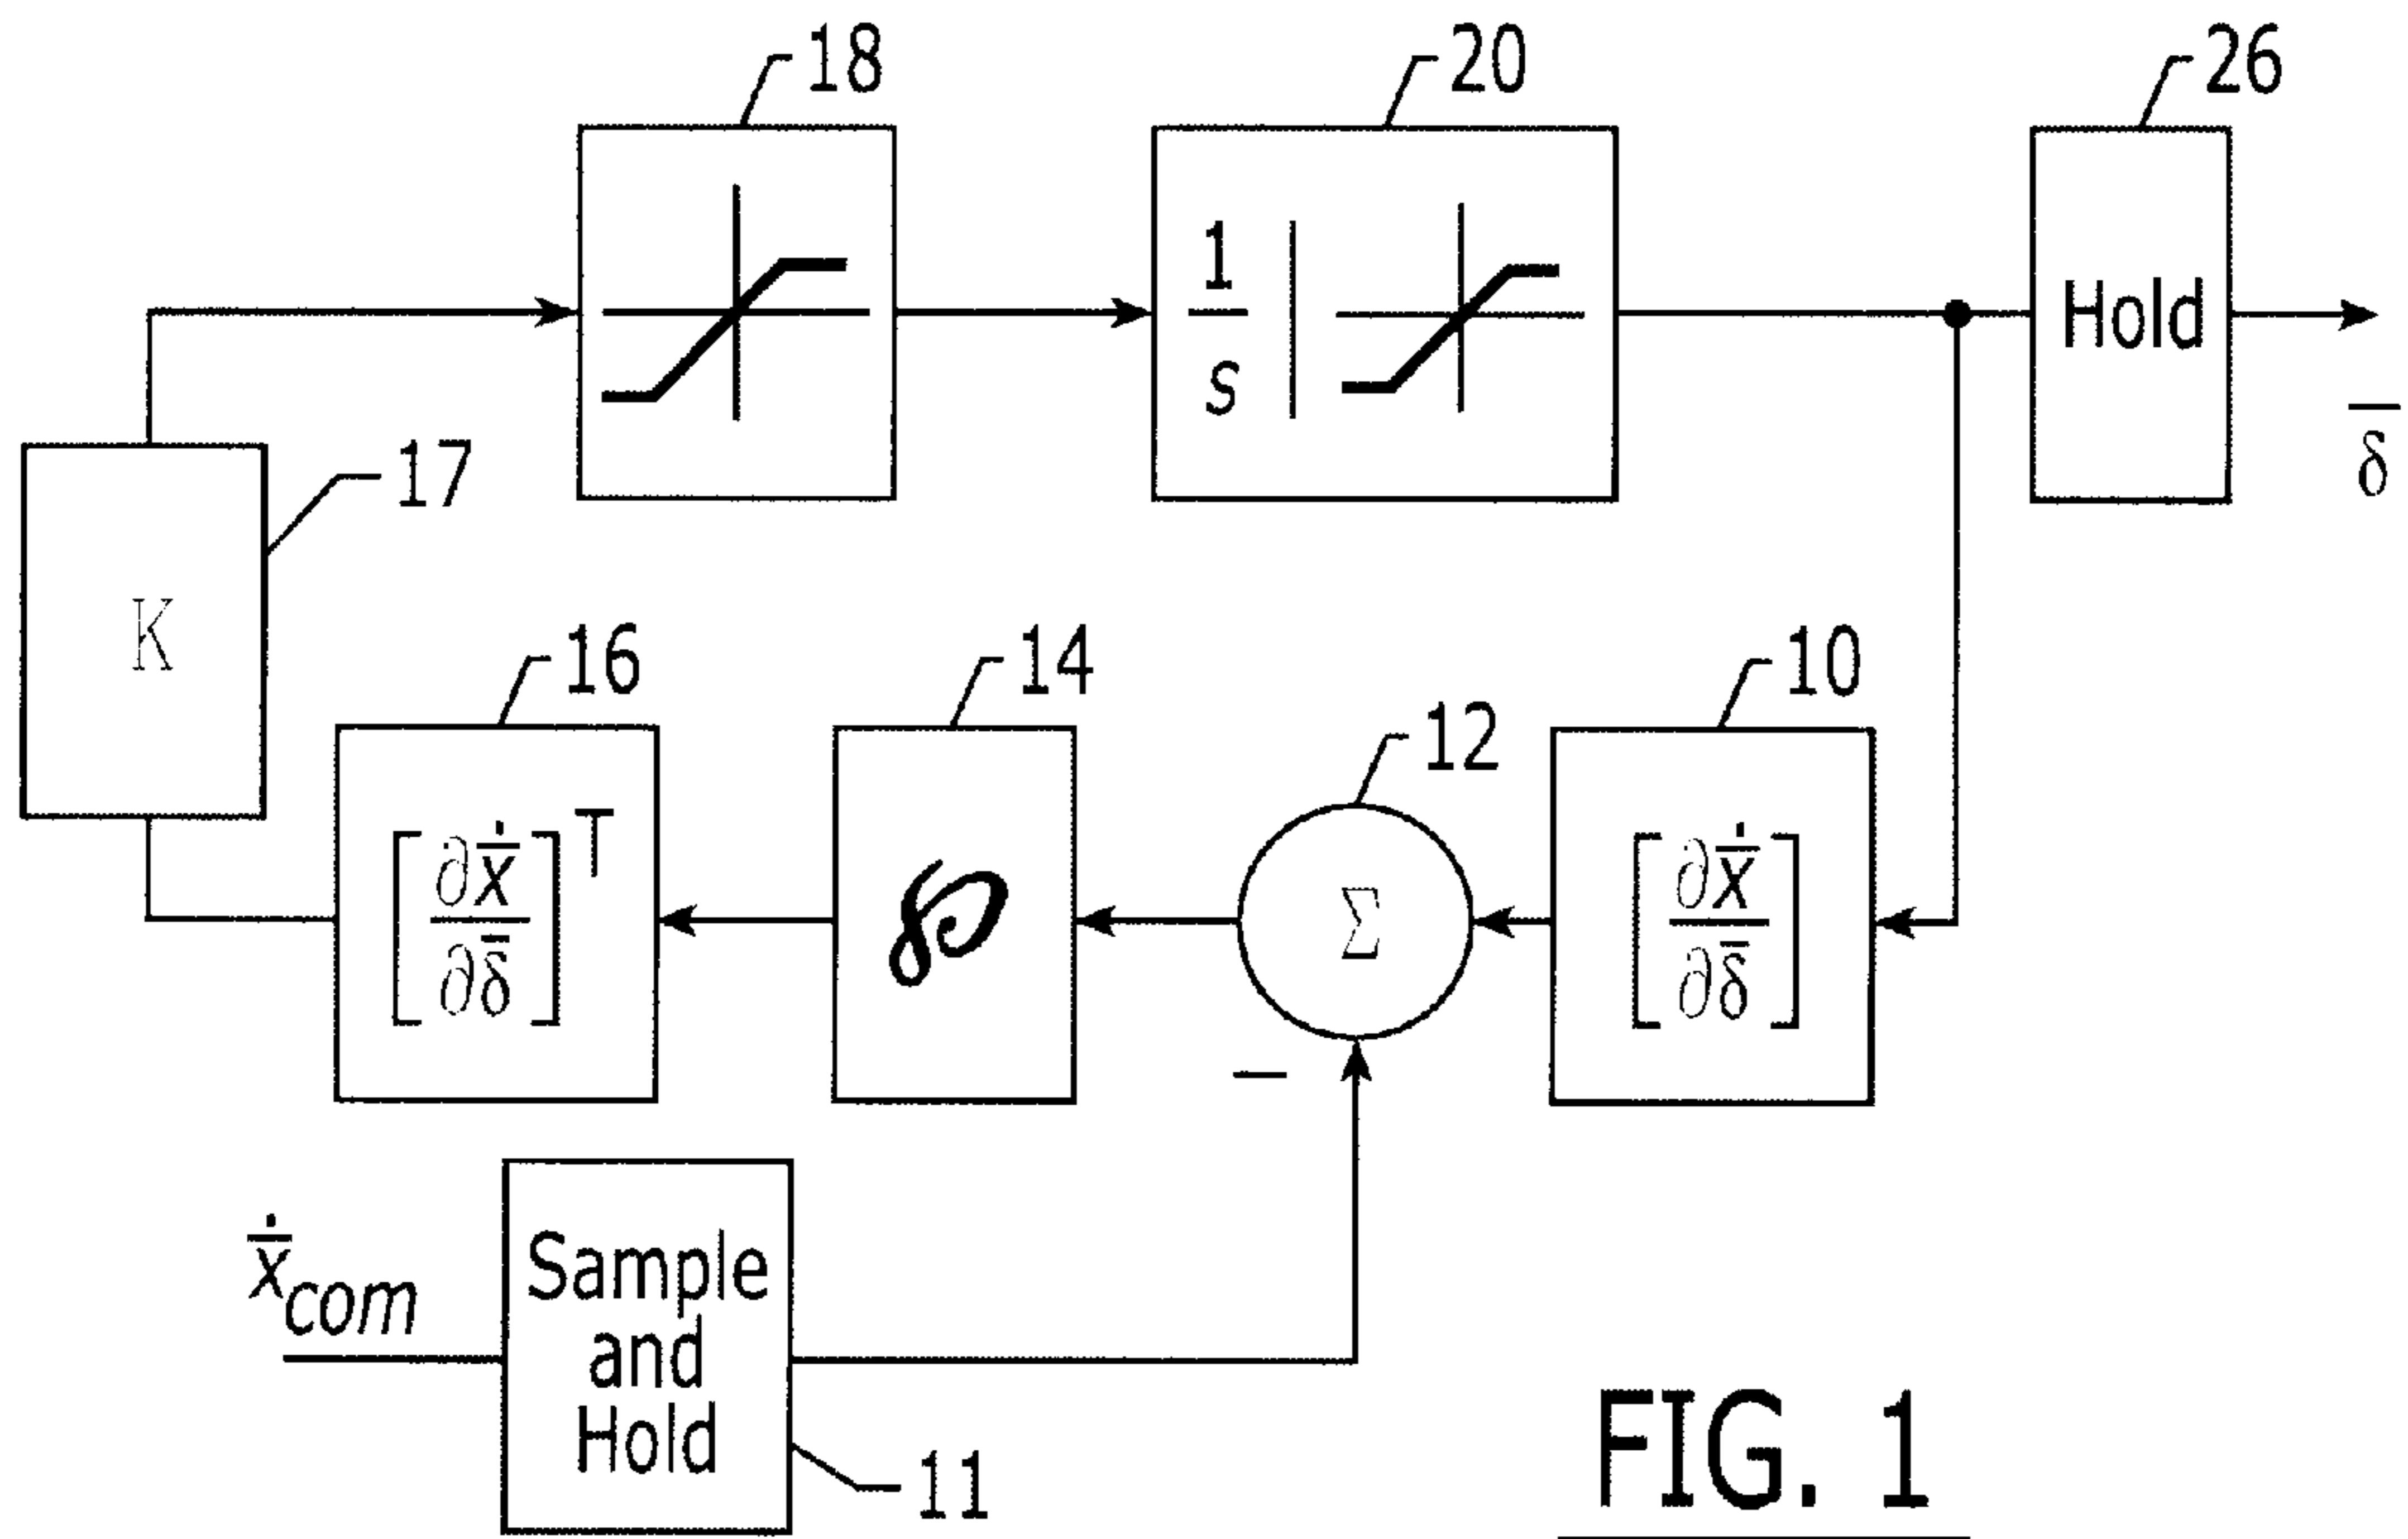 18
20
26
1
s
Hold
δ̄
17
K
16
14
12
10
[∂ẋ̄/∂δ̄]ᵀ
℘
Σ
[∂ẋ̄/∂δ̄]
−
ẋ̄com
Sample
and
Hold
11
FIG. 1